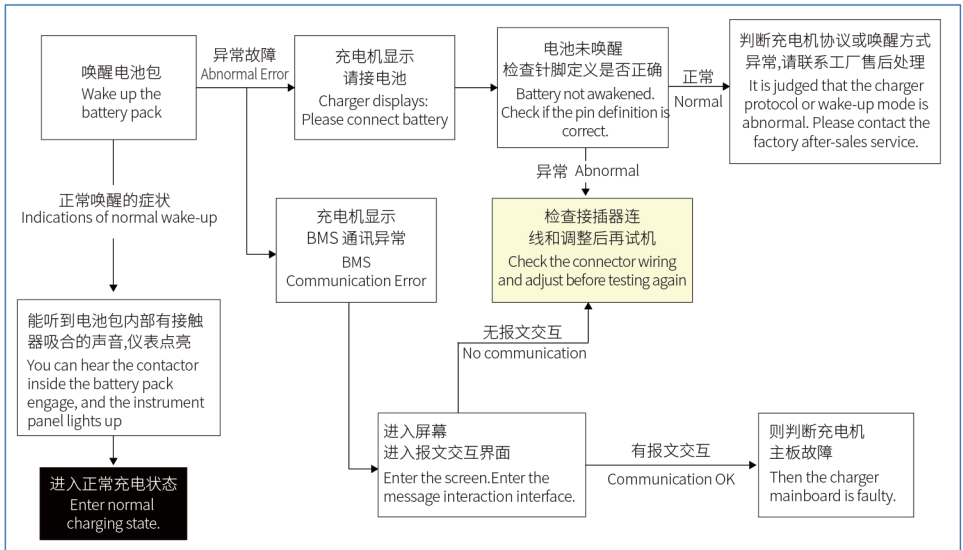 唤醒电池包
Wake up the
battery pack
异常故障
Abnormal Error
充电机显示
请接电池
Charger displays:
Please connect battery
电池未唤醒
检查针脚定义是否正确
Battery not awakened.
Check if the pin definition is
correct.
正常
Normal
判断充电机协议或唤醒方式
异常,请联系工厂售后处理
It is judged that the charger
protocol or wake-up mode is
abnormal. Please contact the
factory after-sales service.
异常 Abnormal
正常唤醒的症状
Indications of normal wake-up
充电机显示
BMS 通讯异常
BMS
Communication Error
检查接插器连
线和调整后再试机
Check the connector wiring
and adjust before testing again
能听到电池包内部有接触
器吸合的声音,仪表点亮
You can hear the contactor
inside the battery pack
engage, and the instrument
panel lights up
无报文交互
No communication
进入屏幕
进入报文交互界面
Enter the screen.Enter the
message interaction interface.
有报文交互
Communication OK
则判断充电机
主板故障
Then the charger
mainboard is faulty.
进入正常充电状态
Enter normal
charging state.